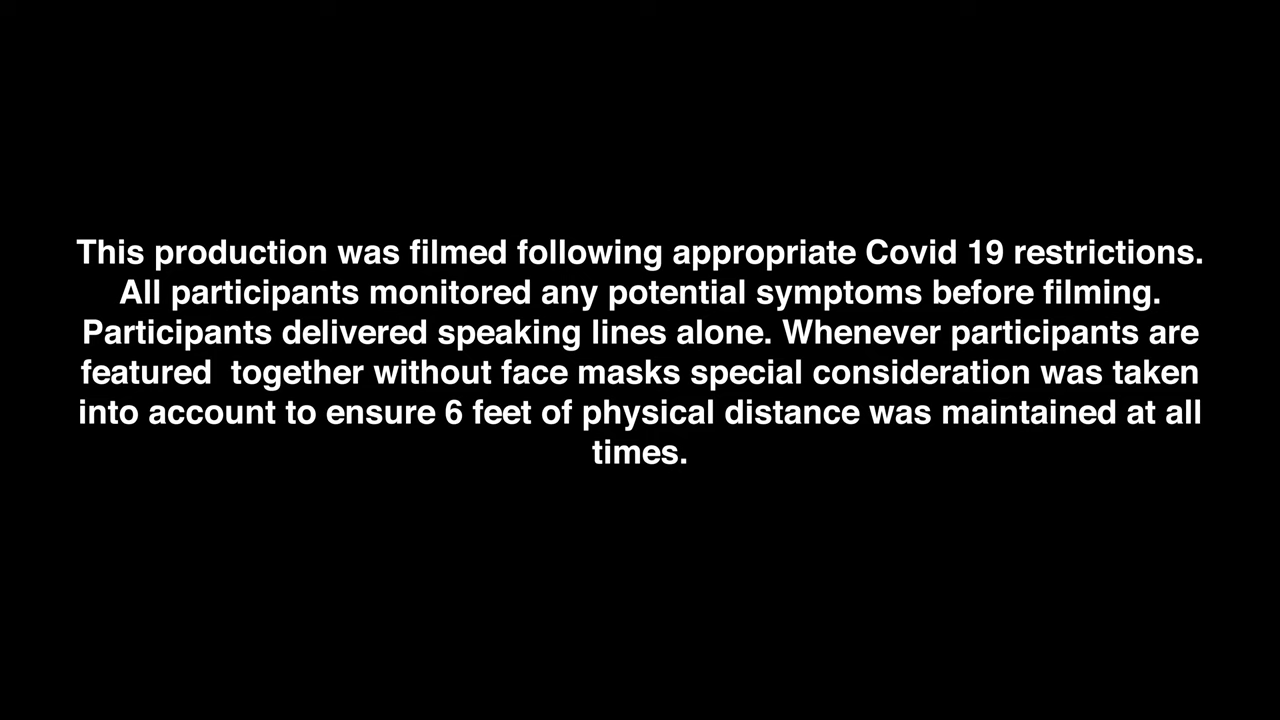 This production was filmed following appropriate Covid 19 restrictions.
All participants monitored any potential symptoms before filming.
Participants delivered speaking lines alone. Whenever participants are
featured  together without face masks special consideration was taken
into account to ensure 6 feet of physical distance was maintained at all
times.